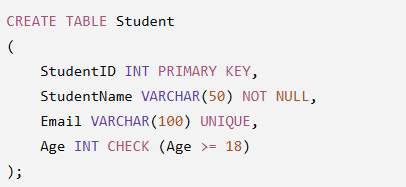 CREATE TABLE Student
(
    StudentID INT PRIMARY KEY,
    StudentName VARCHAR(50) NOT NULL,
    Email VARCHAR(100) UNIQUE,
    Age INT CHECK (Age >= 18)
);